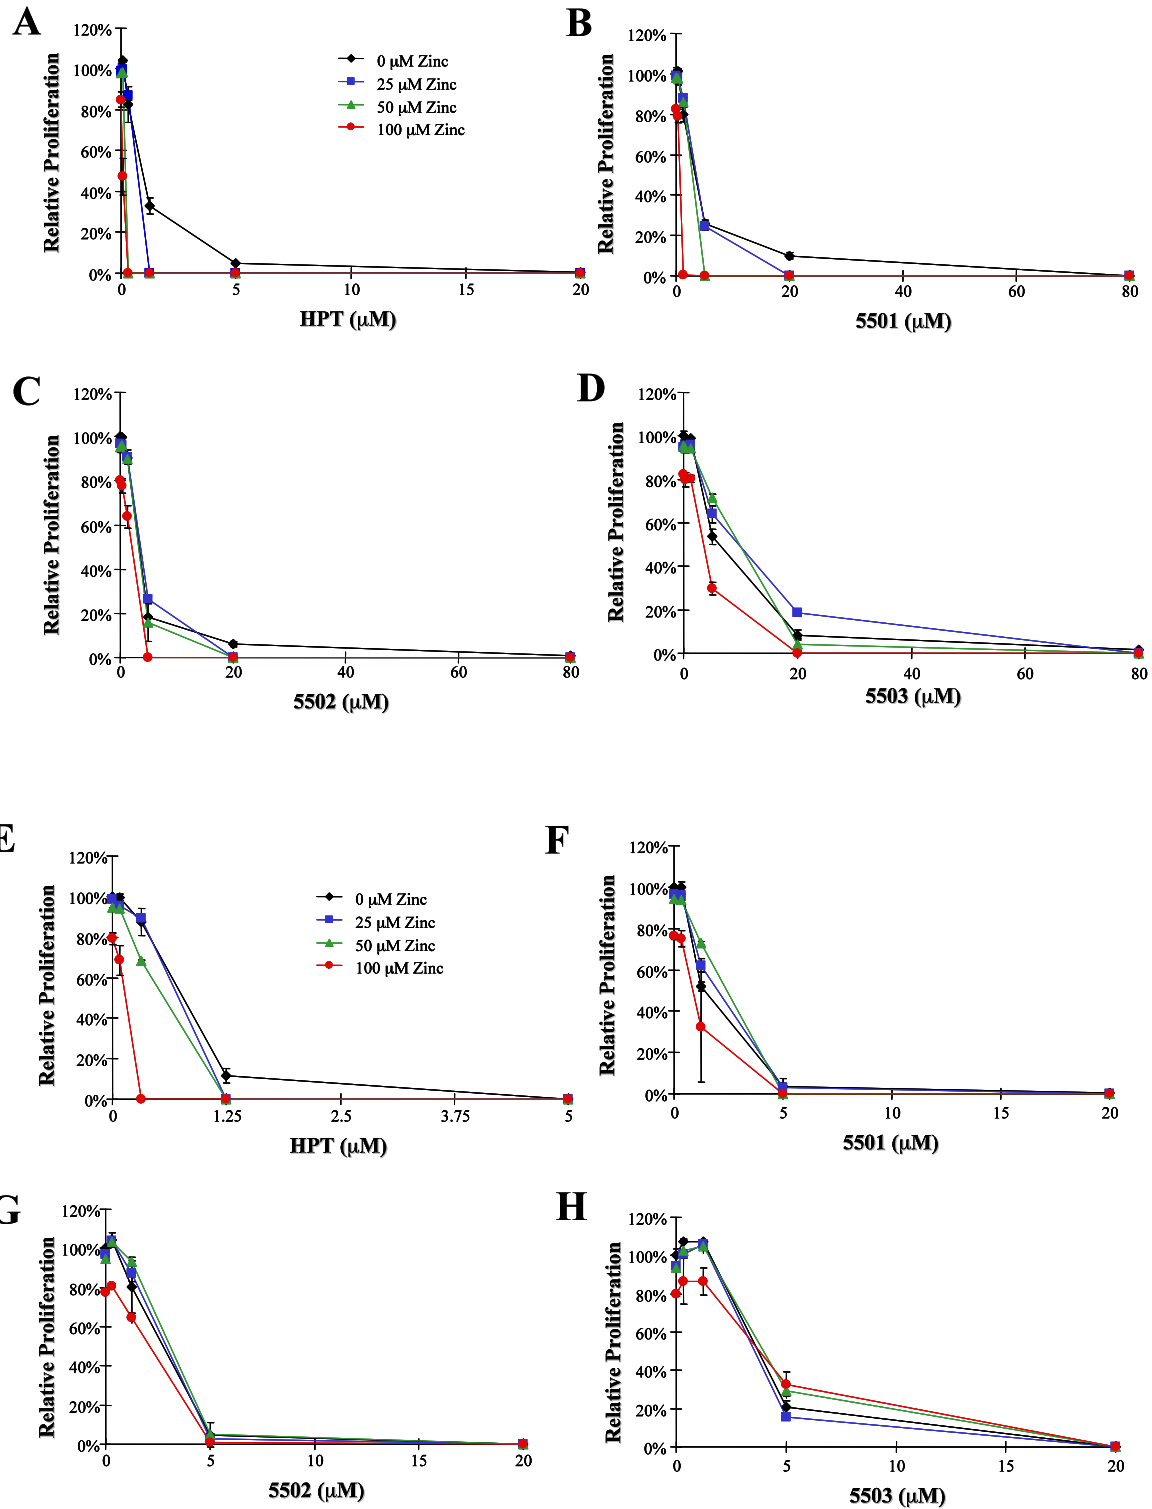 A
120%
100%
80%
60%
40%
20%
0%
0 5 10 15 20
Relative Proliferation
HPT (μM)
0 μM Zinc
25 μM Zinc
50 μM Zinc
100 μM Zinc
B
120%
100%
80%
60%
40%
20%
0%
0 20 40 60 80
Relative Proliferation
5501 (μM)
C
120%
100%
80%
60%
40%
20%
0%
0 20 40 60 80
Relative Proliferation
5502 (μM)
D
120%
100%
80%
60%
40%
20%
0%
0 20 40 60 80
Relative Proliferation
5503 (μM)
E
120%
100%
80%
60%
40%
20%
0%
0 1.25 2.5 3.75 5
Relative Proliferation
HPT (μM)
0 μM Zinc
25 μM Zinc
50 μM Zinc
100 μM Zinc
F
120%
100%
80%
60%
40%
20%
0%
0 5 10 15 20
Relative Proliferation
5501 (μM)
G
120%
100%
80%
60%
40%
20%
0%
0 5 10 15 20
Relative Proliferation
5502 (μM)
H
120%
100%
80%
60%
40%
20%
0%
0 5 10 15 20
Relative Proliferation
5503 (μM)